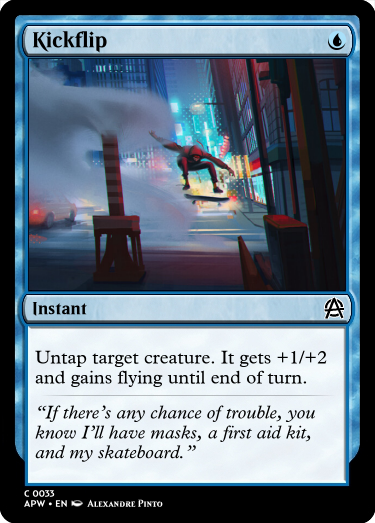 Kickflip
Instant
Untap target creature. It gets +1/+2
and gains flying until end of turn.
“If there’s any chance of trouble, you
know I’ll have masks, a first aid kit,
and my skateboard.”
C 0033
APW • EN Alexandre Pinto